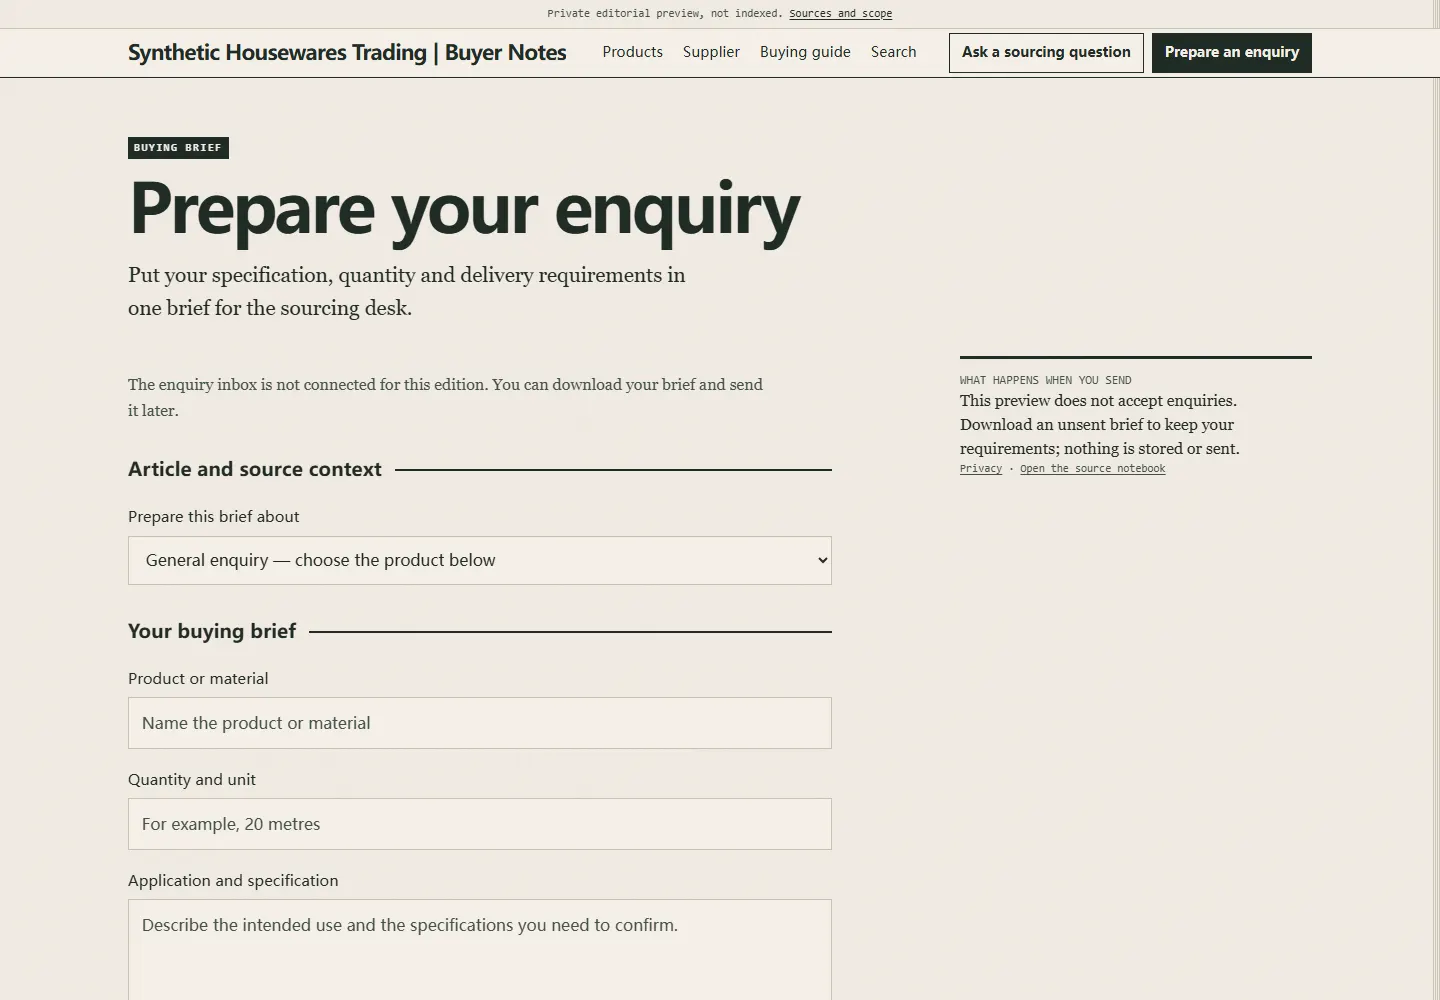 Private editorial preview, not indexed. Sources and scope
Synthetic Housewares Trading | Buyer Notes
Products
Supplier
Buying guide
Search
Ask a sourcing question
Prepare an enquiry
BUYING BRIEF
Prepare your enquiry
Put your specification, quantity and delivery requirements in
one brief for the sourcing desk.
The enquiry inbox is not connected for this edition. You can download your brief and send
it later.
WHAT HAPPENS WHEN YOU SEND
This preview does not accept enquiries.
Download an unsent brief to keep your
requirements; nothing is stored or sent.
Privacy · Open the source notebook
Article and source context
Prepare this brief about
General enquiry — choose the product below
Your buying brief
Product or material
Name the product or material
Quantity and unit
For example, 20 metres
Application and specification
Describe the intended use and the specifications you need to confirm.